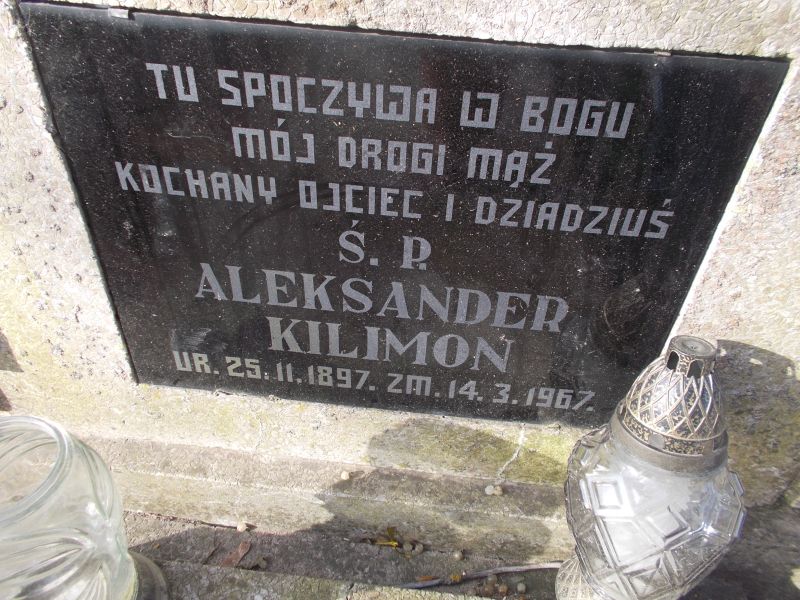 TU SPOCZYWA W BOGU
MÓJ DROGI MĄŻ
KOCHANY OJCIEC I DZIADZIUŚ
Ś. P.
ALEKSANDER
KILIMON
UR. 25. 11. 1897. ZM. 14. 3. 1967.